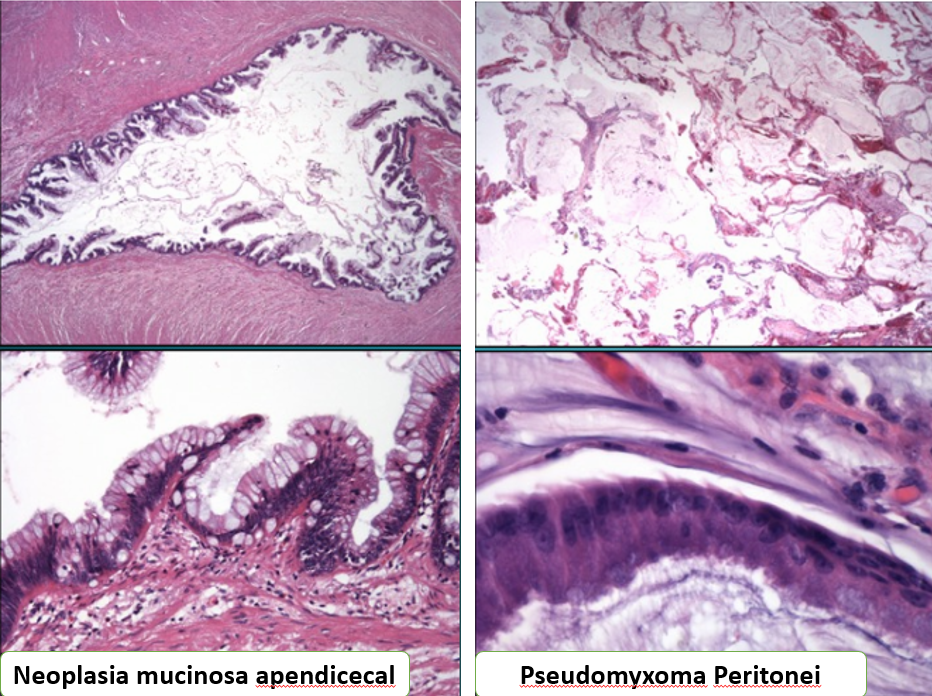 Neoplasia mucinosa apendicecal
Pseudomyxoma Peritonei